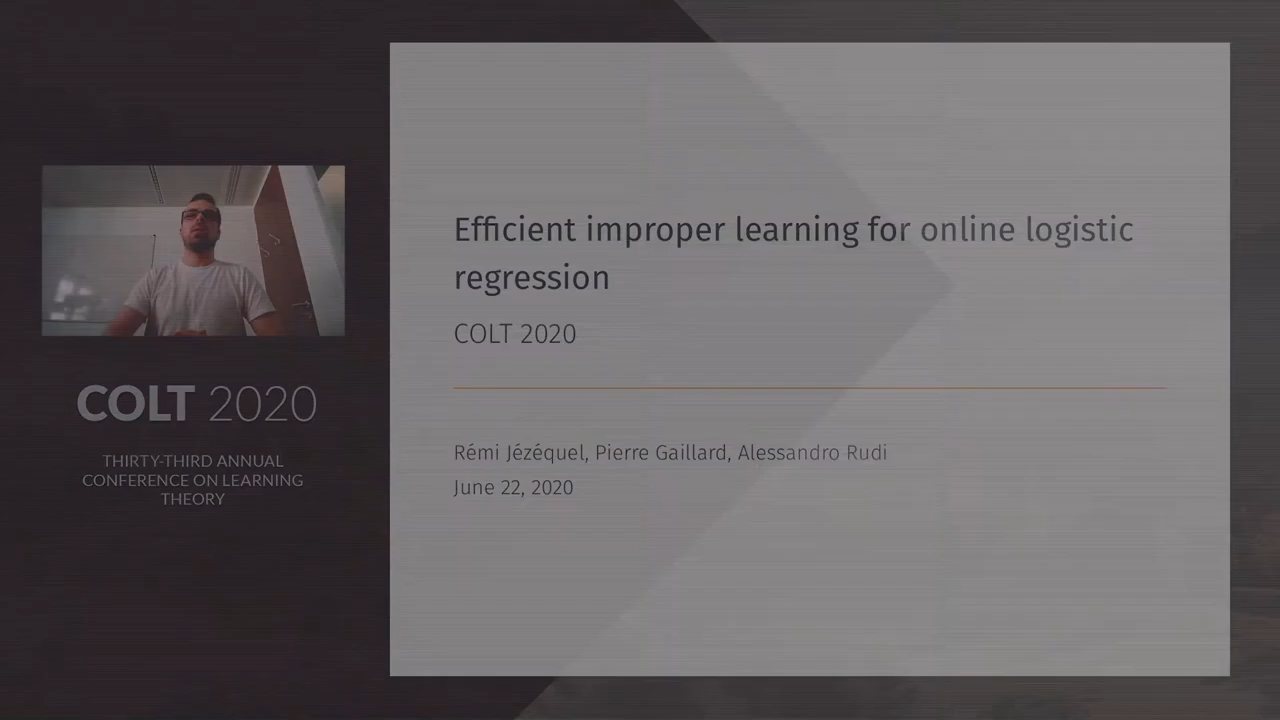 COLT 2020
THIRTY-THIRD ANNUAL
CONFERENCE ON LEARNING
THEORY
Efficient improper learning for online logistic
regression
COLT 2020
Rémi Jézéquel, Pierre Gaillard, Alessandro Rudi
June 22, 2020